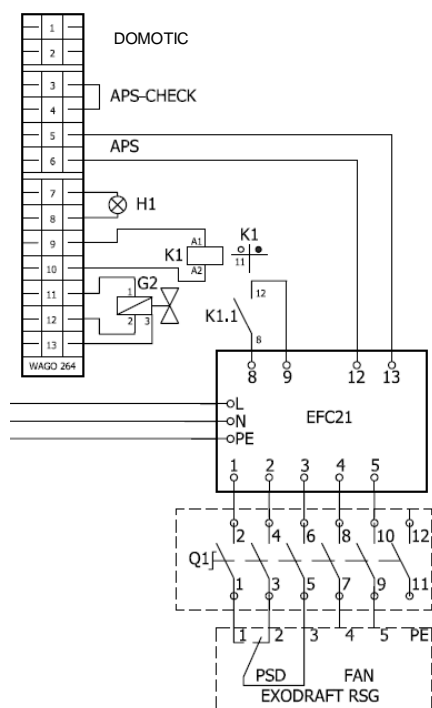 1 DOMOTIC
2
3
APS-CHECK
4
5
APS
6
7
H1
8
9 A1 K1
K1
10 A2 11
11 G2
1 12
12 K1.1
2 3
13 8
WAGO 264
8 9 12 13
L
N EFC21
PE
1 2 3 4 5
2 4 6 8 10 12
Q1
1 3 5 7 9 11
1 2 3 4 5 PE
PSD FAN
EXODRAFT RSG